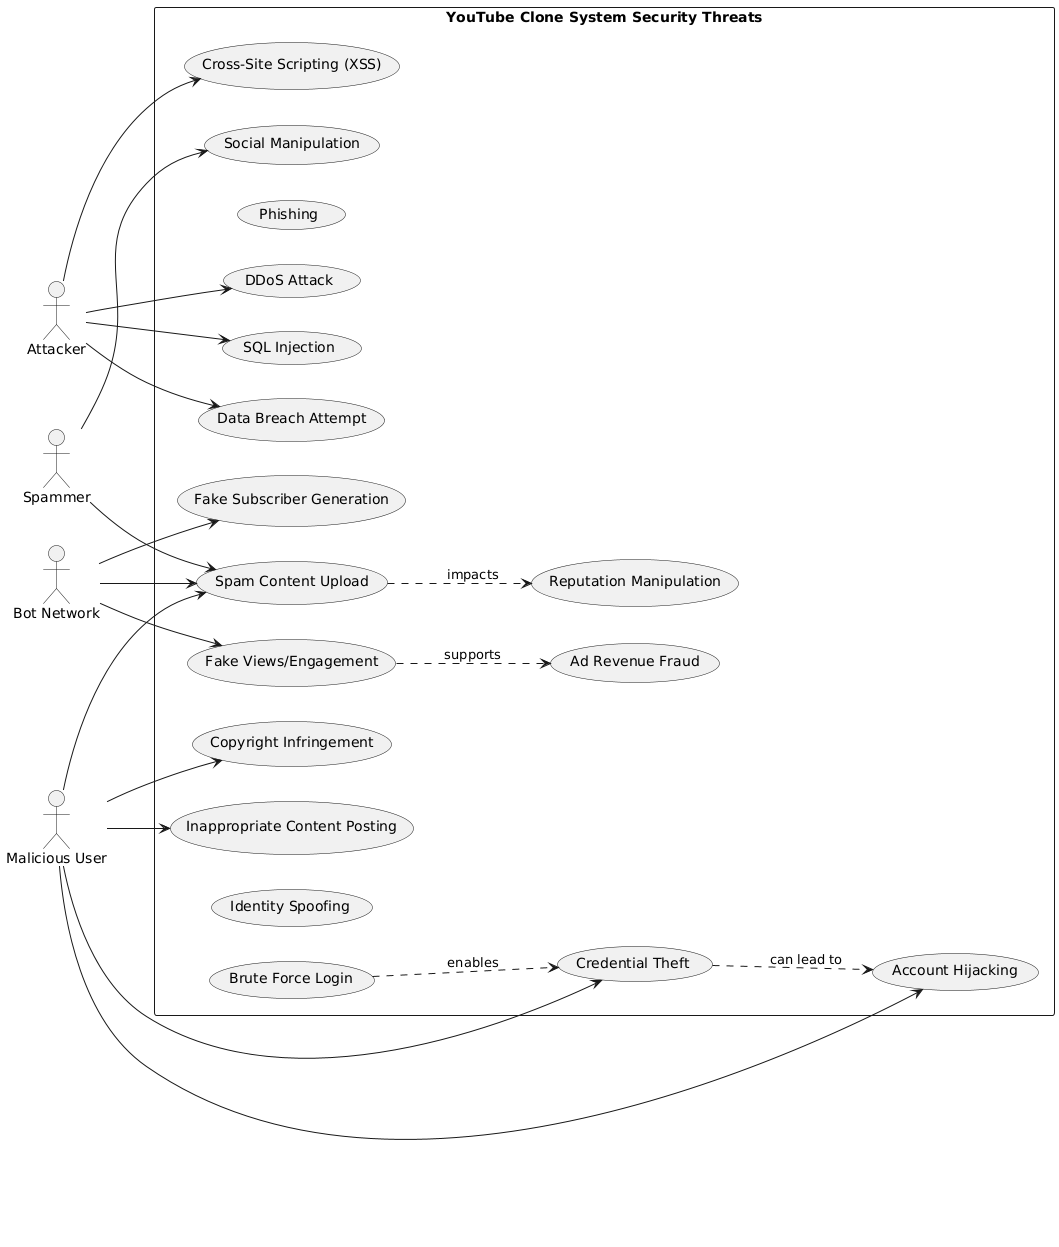 YouTube Clone System Security Threats
Cross-Site Scripting (XSS)
Social Manipulation
Phishing
DDoS Attack
SQL Injection
Attacker
Data Breach Attempt
Spammer
Fake Subscriber Generation
Spam Content Upload
impacts
Reputation Manipulation
Bot Network
Fake Views/Engagement
supports
Ad Revenue Fraud
Copyright Infringement
Inappropriate Content Posting
Malicious User
Identity Spoofing
Brute Force Login
enables
Credential Theft
can lead to
Account Hijacking